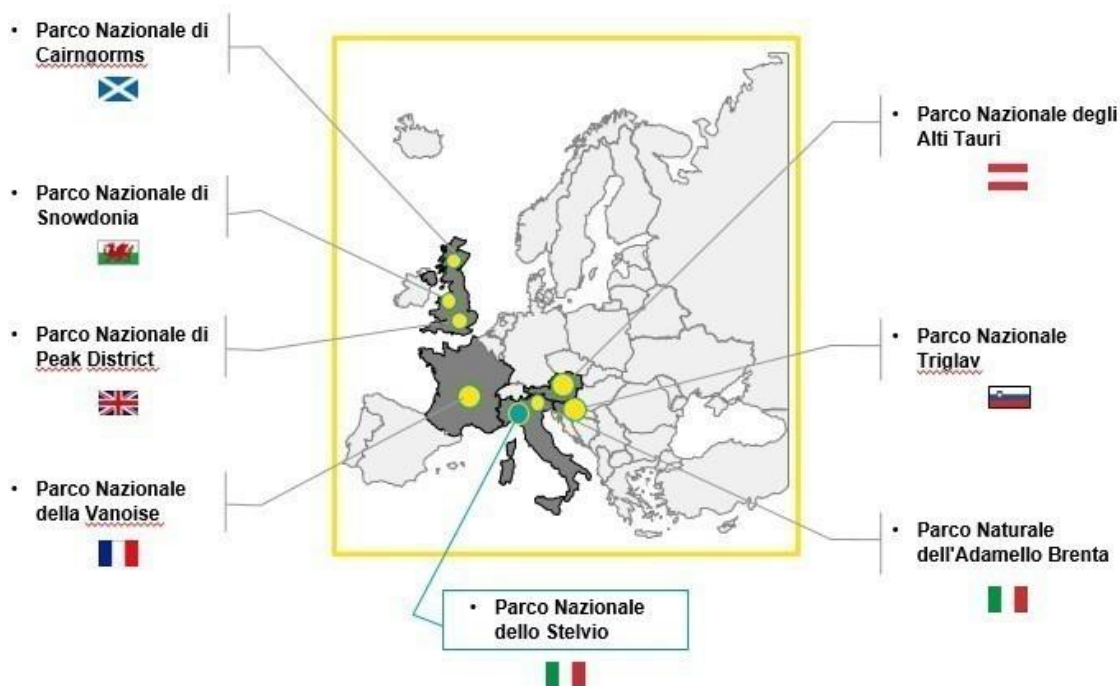 • Parco Nazionale di
Cairngorms
• Parco Nazionale di
Snowdonia
• Parco Nazionale di
Peak District
• Parco Nazionale
della Vanoise
• Parco Nazionale
dello Stelvio
• Parco Nazionale degli
Alti Tauri
• Parco Nazionale
Triglav
• Parco Naturale
dell'Adamello Brenta